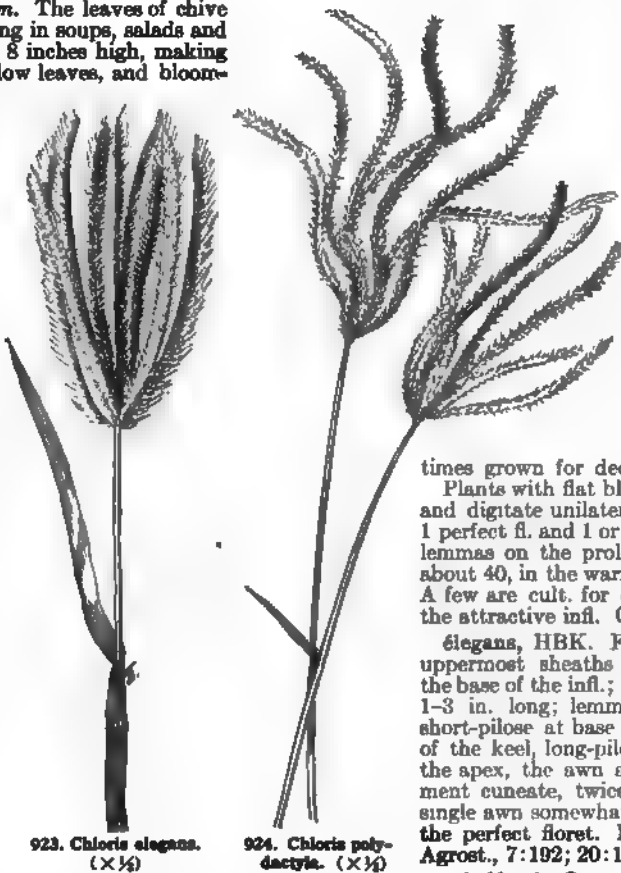 m. The leaves of chive
ng in soups, salads and
8 inches high, making
low leaves, and bloom-
923. Chloris elegans.
(×½)
924. Chloris poly-
dactyla. (×½)
times grown for dec
Plants with flat bl
and digitate unilater
1 perfect fl. and 1 or
lemmas on the prol
about 40, in the war
A few are cult. for
the attractive infl. C
élegans, HBK. F
uppermost sheaths
the base of the infl.;
1-3 in. long; lemm
short-pilose at base
of the keel, long-pil
the apex, the awn a
ment cuneate, twice
single awn somewha
the perfect floret. I
Agrost., 7:192; 20:1